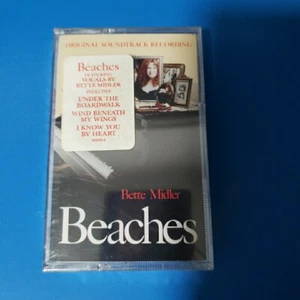 ORIGINAL SOUNDTRACK RECORDING
Beaches
FEATURING
VOCALS BY
BETTE MIDLER
INCLUDES
UNDER THE
BOARDWALK
WIND BENEATH
MY WINGS
I KNOW YOU
BY HEART
Bette Midler
Beaches